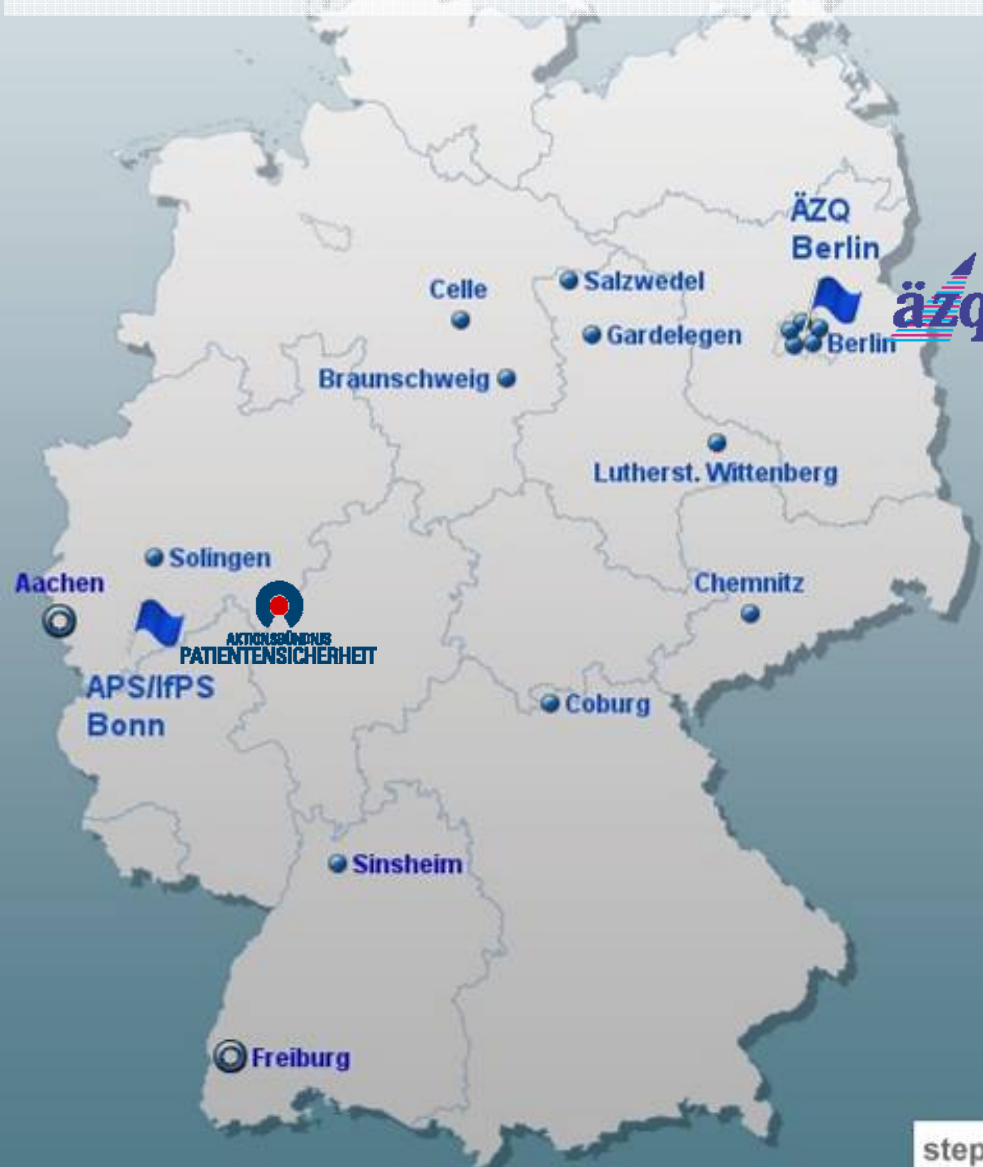 ÄZQ
Berlin
äzq
Celle
Salzwedel
Gardelegen
Berlin
Braunschweig
Lutherst. Wittenberg
Solingen
Aachen
Chemnitz
AKTIONSBÜNDNIS
PATIENTENSICHERHEIT
APS/IfPS
Bonn
Coburg
Sinsheim
Freiburg
step